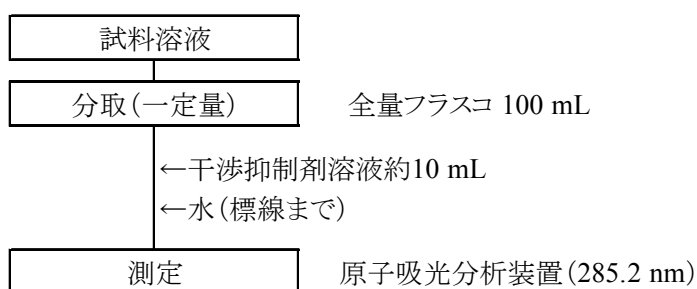 試料溶液
分取(一定量) 全量フラスコ 100 mL
←干渉抑制剤溶液約10 mL
←水(標線まで)
測定 原子吸光分析装置(285.2 nm)